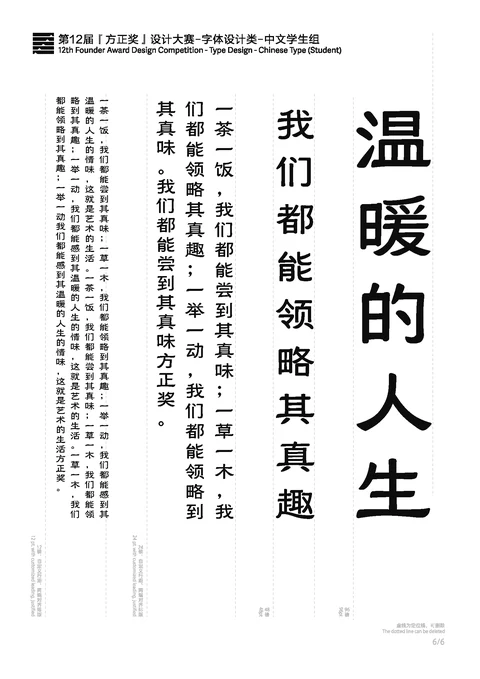 第12届『方正奖』设计大赛-字体设计类-中文学生组
12th Founder Award Design Competition - Type Design - Chinese Type (Student)
温暖的人生
我们都能领略其真趣
一茶一饭，我们都能尝到其真味；一草一木，我
们都能领略其真趣；一举一动，我们都能领略到
其真味。我们都能尝到其真味方正奖。
一茶一饭，我们都能尝到其真味；一草一木，我们都能领略其真趣；一举一动，我们都能感到其
温暖的人生的情味，这就是艺术的生活。一茶一饭，我们都能尝到其真味；一草一木，我们都能领
略到其真趣；一举一动，我们都能感到其温暖的人生的情味，这就是艺术的生活。一草一木，我们
都能领略到其真趣；一举一动我们都能感到其温暖的人生的情味，这就是艺术的生活方正奖。
虚线为定位线，可删除
The dotted line can be deleted
6/6